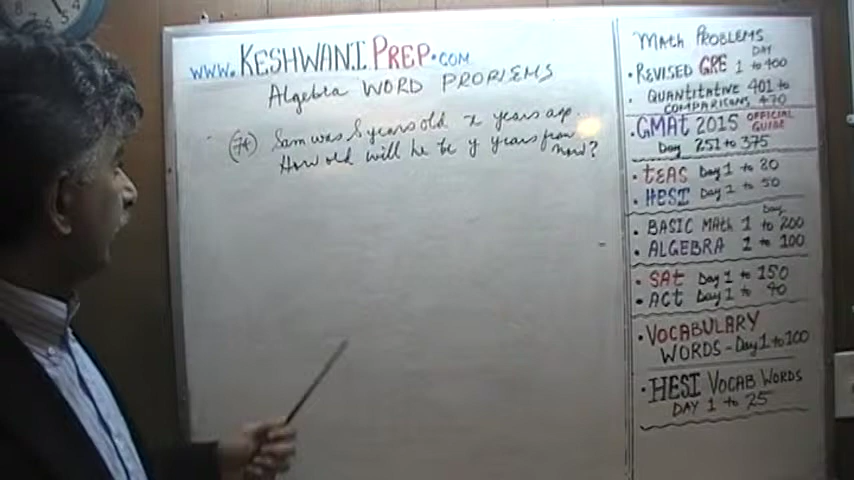 www.KESHWANIPREP.COM
Algebra WORD PROBLEMS
(74) Sam was 8 years old x years ago.
How old will he be y years from
now?
MATH PROBLEMS
• REVISED GRE DAY 1 to 400
• QUANTITATIVE 401 to
COMPARISONS 470
• GMAt 2015 OFFICIAL GUIDE
Day 251 to 375
• tEAS Day 1 to 80
• HESI Day 1 to 50
• BASIC MAth Day 1 to 200
• ALGEBRA 1 to 100
• SAt Day 1 to 150
• ACt Day 1 to 40
• VOCABULARY
WORDS - Day 1 to 100
• HESI VOCAB WORDS
DAY 1 to 25